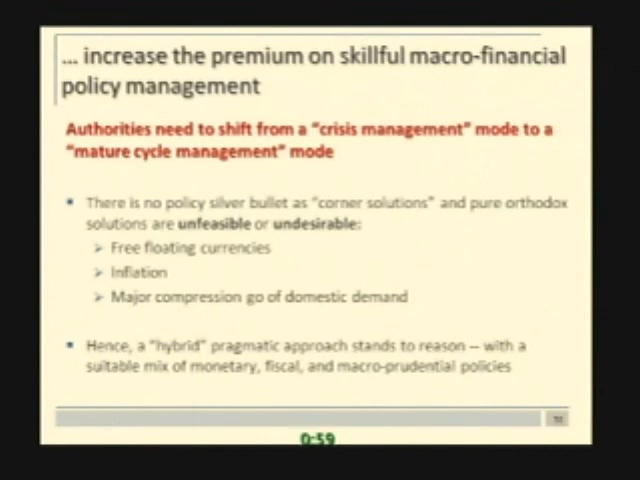 ... increase the premium on skillful macro-financial
policy management
Authorities need to shift from a "crisis management" mode to a
"mature cycle management" mode
There is no policy silver bullet as "corner solutions" and pure orthodox
solutions are unfeasible or undesirable:
Free floating currencies
Inflation
Major compression go of domestic demand
Hence, a "hybrid" pragmatic approach stands to reason -- with a
suitable mix of monetary, fiscal, and macro-prudential policies
0:59